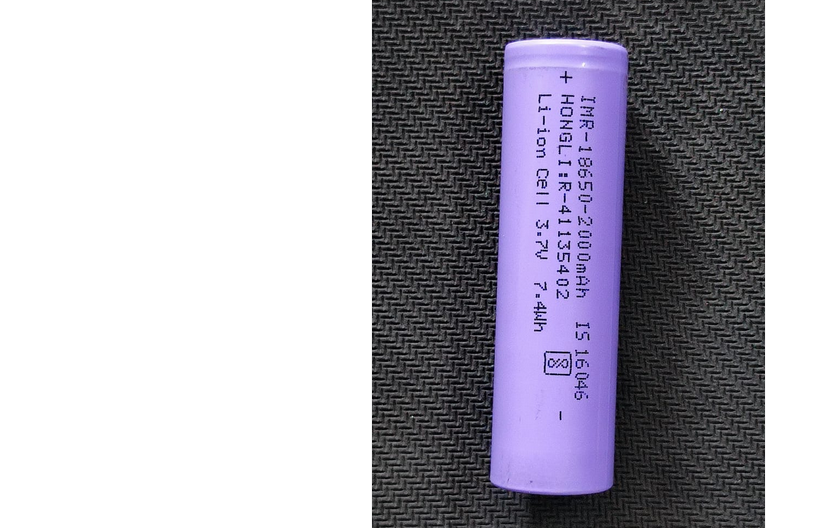 IMR-18650-2000mAh IS 16046
+ HONGLI:R-41135402 -
Li-ion Cell 3.7V 7.4Wh